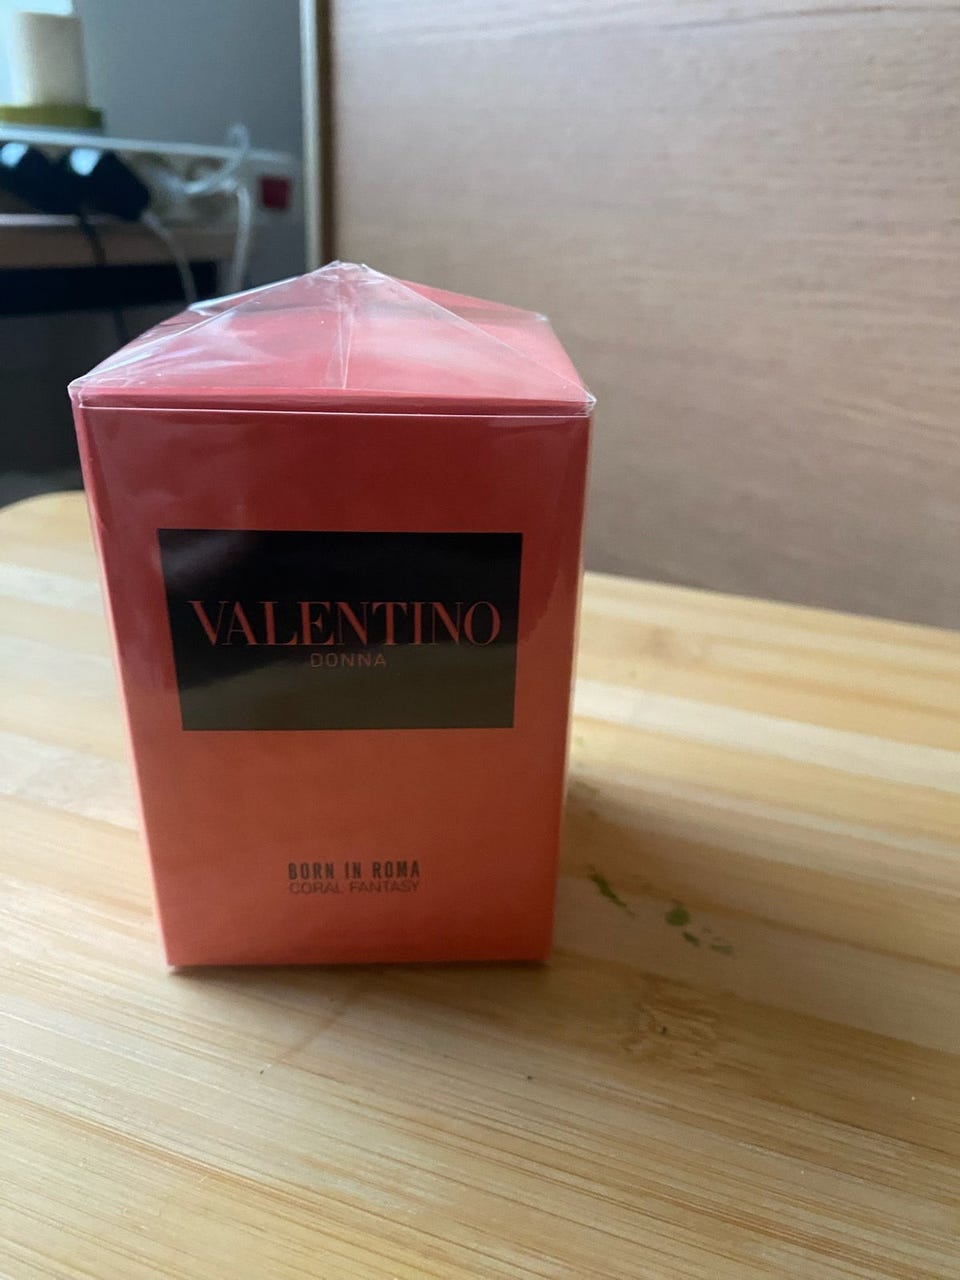 VALENTINO
DONNA
BORN IN ROMA
CORAL FANTASY